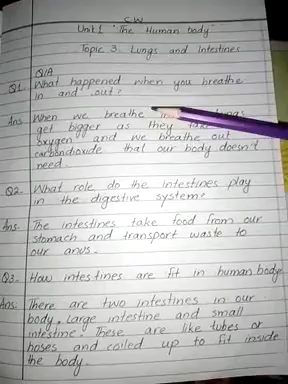 C W
Unit 1 "The Human body"
Topic 3. Lungs and Intestines
Q/A
Q1. What happened when you breathe
in and out?
Ans When we breathe in lungs
get bigger as they take
oxygen and we breathe out
carbondioxide that our body doesn't
need.
Q2- What role do the intestines play
in the digestive system?
Ans. The intestines take food from our
stomach and transport waste to
our anus.
Q3- How intestines are fit in human body
Ans: There are two intestines in our
body. Large intestine and small
intestine. These are like tubes or
hoses and coiled up to fit inside
the body.